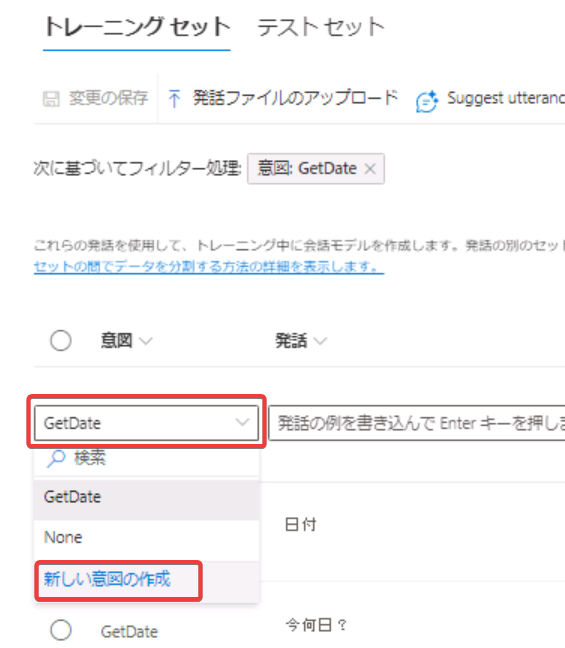 トレーニング セット テスト セット
変更の保存 発話ファイルのアップロード Suggest utteranc
次に基づいてフィルター処理: 意図: GetDate
これらの発話を使用して、トレーニング中に会話モデルを作成します。発話の別のセッ
セットの間でデータを分割する方法の詳細を表示します。
意図 発話
GetDate 発話の例を書き込んで Enter キーを押しま
検索
GetDate
None 日付
新しい意図の作成
GetDate 今何日？